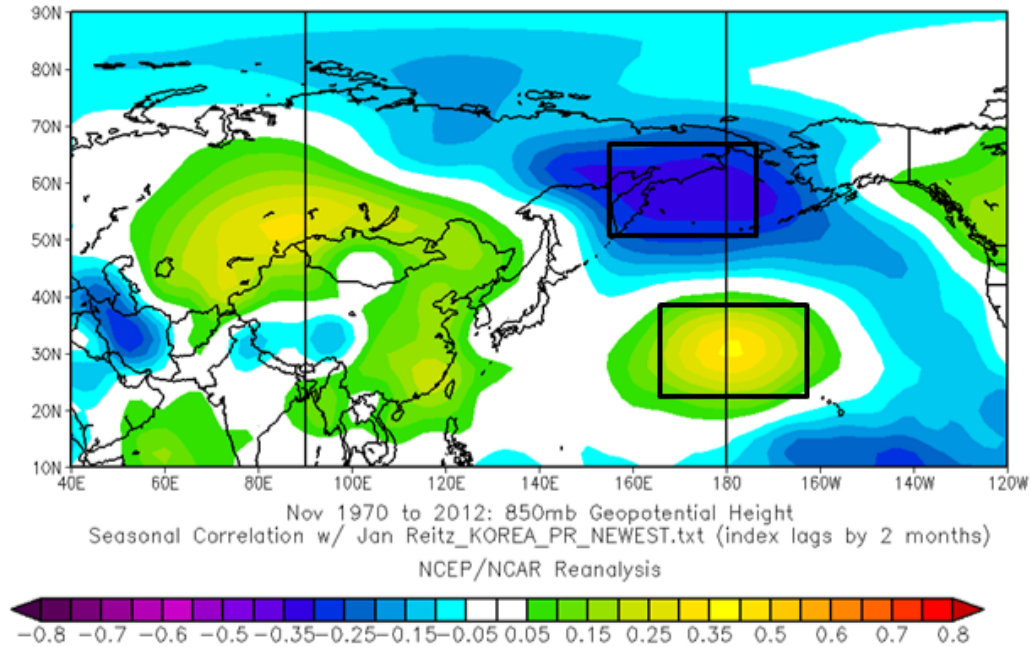 90N
80N
70N
60N
50N
40N
30N
20N
10N
40E 60E 80E 100E 120E 140E 160E 180 160W 140W 120W
Nov 1970 to 2012: 850mb Geopotential Height
Seasonal Correlation w/ Jan Reitz_KOREA_PR_NEWEST.txt (index lags by 2 months)
NCEP/NCAR Reanalysis
-0.8 -0.7 -0.6 -0.5 -0.35 -0.25 -0.15 -0.05 0.05 0.15 0.25 0.35 0.5 0.6 0.7 0.8